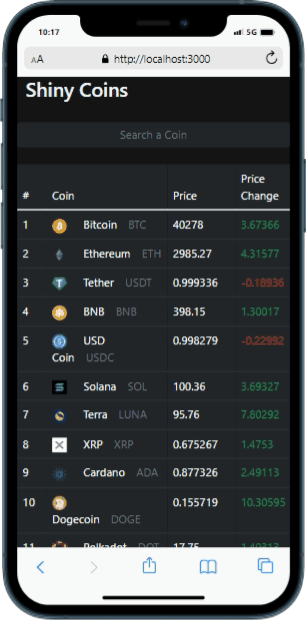 10:17 5G
AA http://localhost:3000
Shiny Coins
Search a Coin
# Coin Price Price Change
1 Bitcoin BTC 40278 3.67366
2 Ethereum ETH 2985.27 4.31577
3 Tether USDT 0.999336 -0.18936
4 BNB BNB 398.15 1.30017
5 USD Coin USDC 0.998279 -0.22992
6 Solana SOL 100.36 3.69327
7 Terra LUNA 95.76 7.80292
8 XRP XRP 0.675267 1.4753
9 Cardano ADA 0.877326 2.49113
10 Dogecoin DOGE 0.155719 10.30595
11 Polkadot DOT 17.75